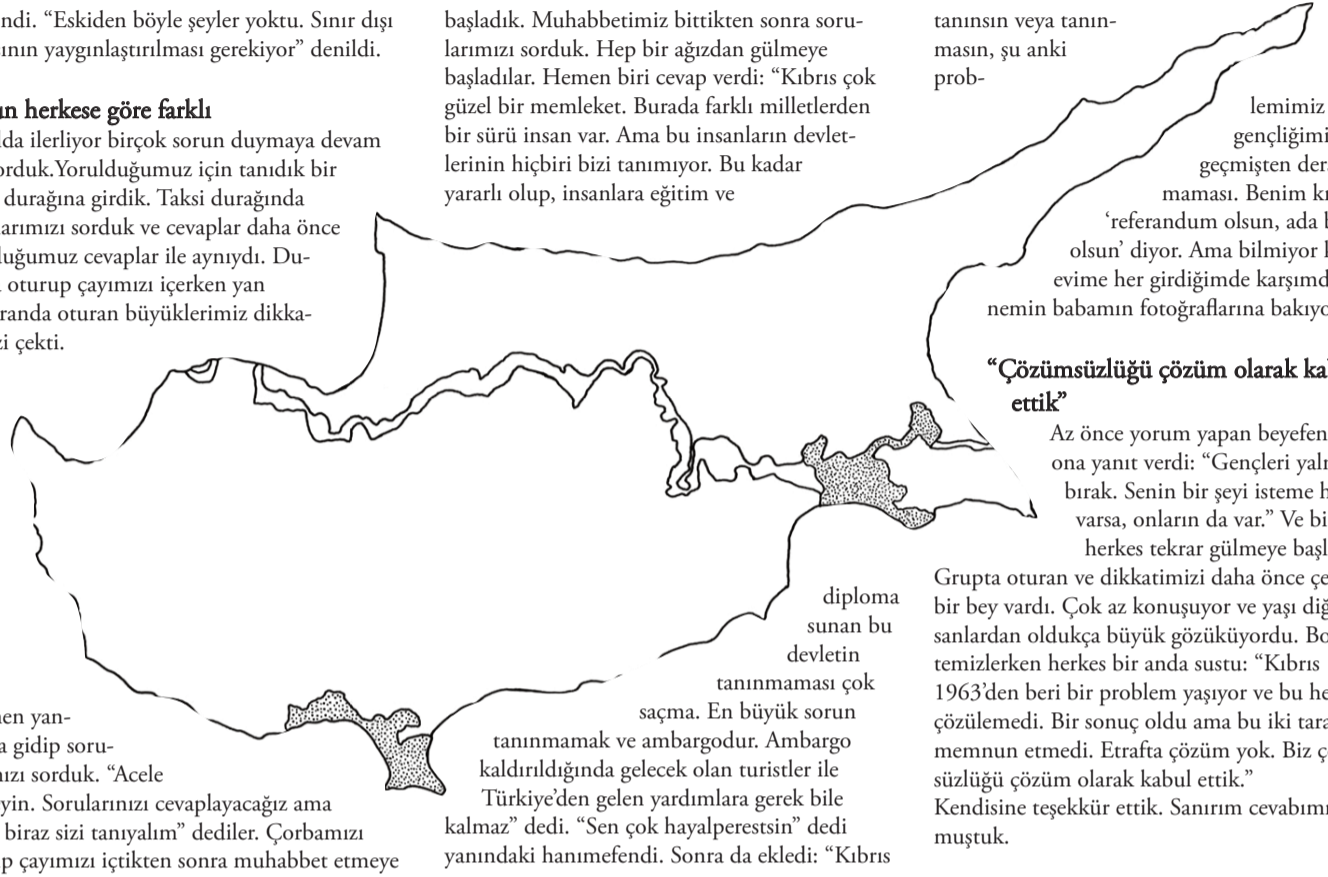 ndi. “Eskiden böyle şeyler yoktu. Sınır dışı
ının yaygınlaştırılması gerekiyor” denildi.
un herkese göre farklı
lda ilerliyor birçok sorun duymaya devam
orduk.Yorulduğumuz için tanıdık bir
durağına girdik. Taksi durağında
larımızı sorduk ve cevaplar daha önce
duğumuz cevaplar ile aynıydı. Du-
oturup çayımızı içerken yan
randa oturan büyüklerimiz dikka-
zi çekti.
men yan-
a gidip soru-
mızı sorduk. “Acele
eyin. Sorularınızı cevaplayacağız ama
biraz sizi tanıyalım” dediler. Çorbamızı
ıp çayımızı içtikten sonra muhabbet etmeye
başladık. Muhabbetimiz bittikten sonra soru-
larımızı sorduk. Hep bir ağızdan gülmeye
başladılar. Hemen biri cevap verdi: “Kıbrıs çok
güzel bir memleket. Burada farklı milletlerden
bir sürü insan var. Ama bu insanların devlet-
lerinin hiçbiri bizi tanımıyor. Bu kadar
yararlı olup, insanlara eğitim ve
diploma
sunan bu
devletin
tanınmaması çok
saçma. En büyük sorun
tanınmamak ve ambargodur. Ambargo
kaldırıldığında gelecek olan turistler ile
Türkiye’den gelen yardımlara gerek bile
kalmaz” dedi. “Sen çok hayalperestsin” dedi
yanındaki hanımefendi. Sonra da ekledi: “Kıbrıs
tanınsın veya tanın-
masın, şu anki
prob-
lemimiz
gençliğimi
geçmişten ders
maması. Benim kı
‘referandum olsun, ada b
olsun’ diyor. Ama bilmiyor k
evime her girdiğimde karşımd
nemin babamın fotoğraflarına bakıyo
“Çözümsüzlüğü çözüm olarak kab
ettik”
Az önce yorum yapan beyefen
ona yanıt verdi: “Gençleri yaln
bırak. Senin bir şeyi isteme h
varsa, onların da var.” Ve bi
herkes tekrar gülmeye başl
Grupta oturan ve dikkatimizi daha önce çe
bir bey vardı. Çok az konuşuyor ve yaşı diğ
sanlardan oldukça büyük gözüküyordu. Bo
temizlerken herkes bir anda sustu: “Kıbrıs
1963’den beri bir problem yaşıyor ve bu he
çözülemedi. Bir sonuç oldu ama bu iki tara
memnun etmedi. Etrafta çözüm yok. Biz ç
süzlüğü çözüm olarak kabul ettik.”
Kendisine teşekkür ettik. Sanırım cevabımı
muştuk.